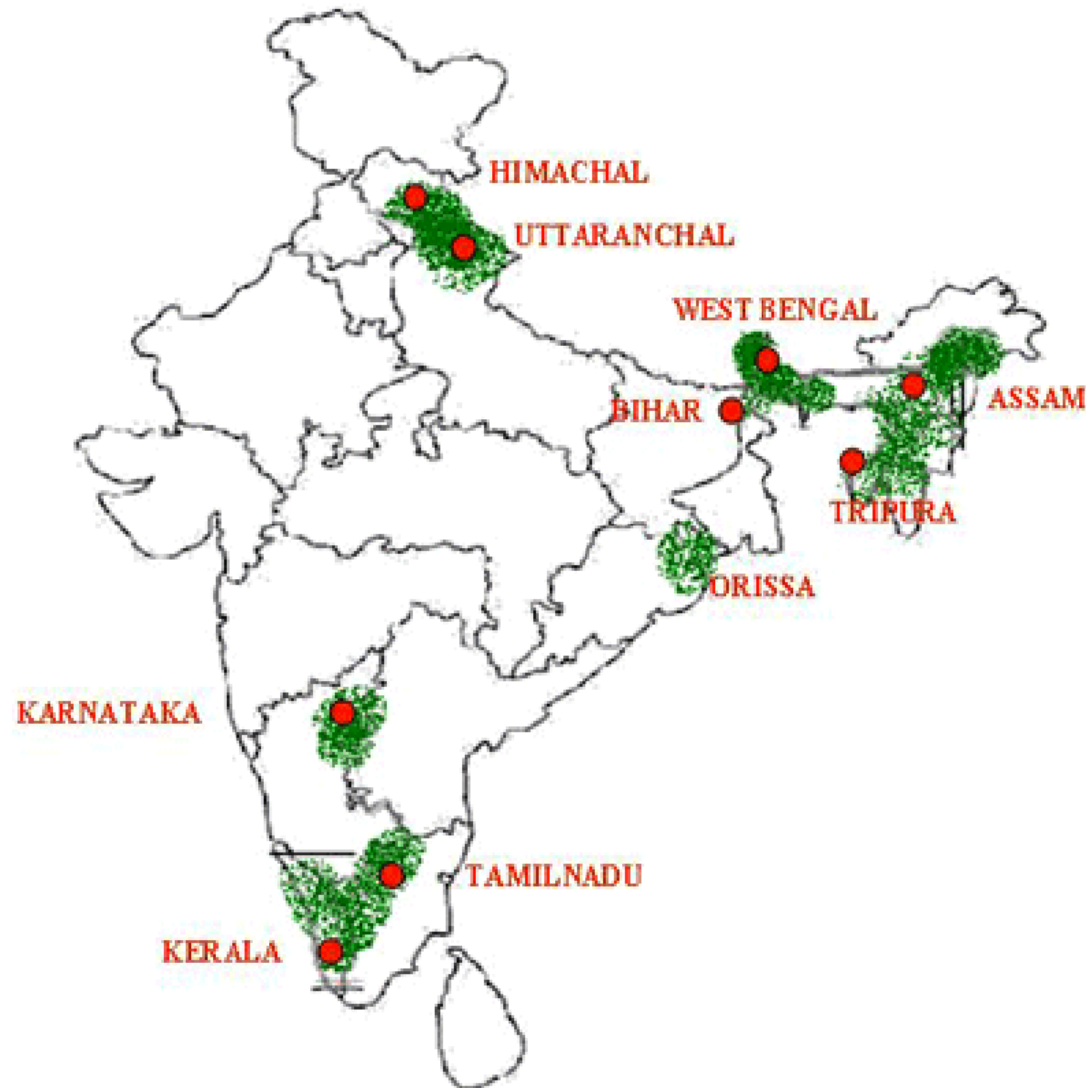 HIMACHAL
UTTARANCHAL
WEST BENGAL
BIHAR
ASSAM
TRIPURA
ORISSA
KARNATAKA
TAMILNADU
KERALA